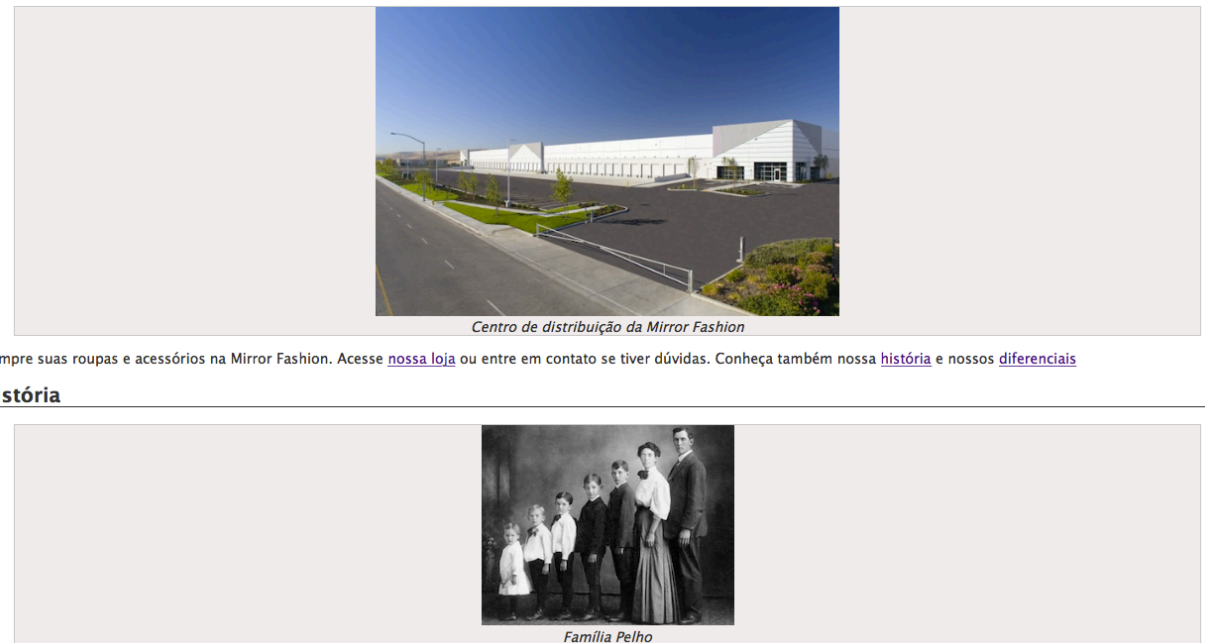 Centro de distribuição da Mirror Fashion
mpre suas roupas e acessórios na Mirror Fashion. Acesse nossa loja ou entre em contato se tiver dúvidas. Conheça também nossa história e nossos diferenciais
stória
Família Pelho